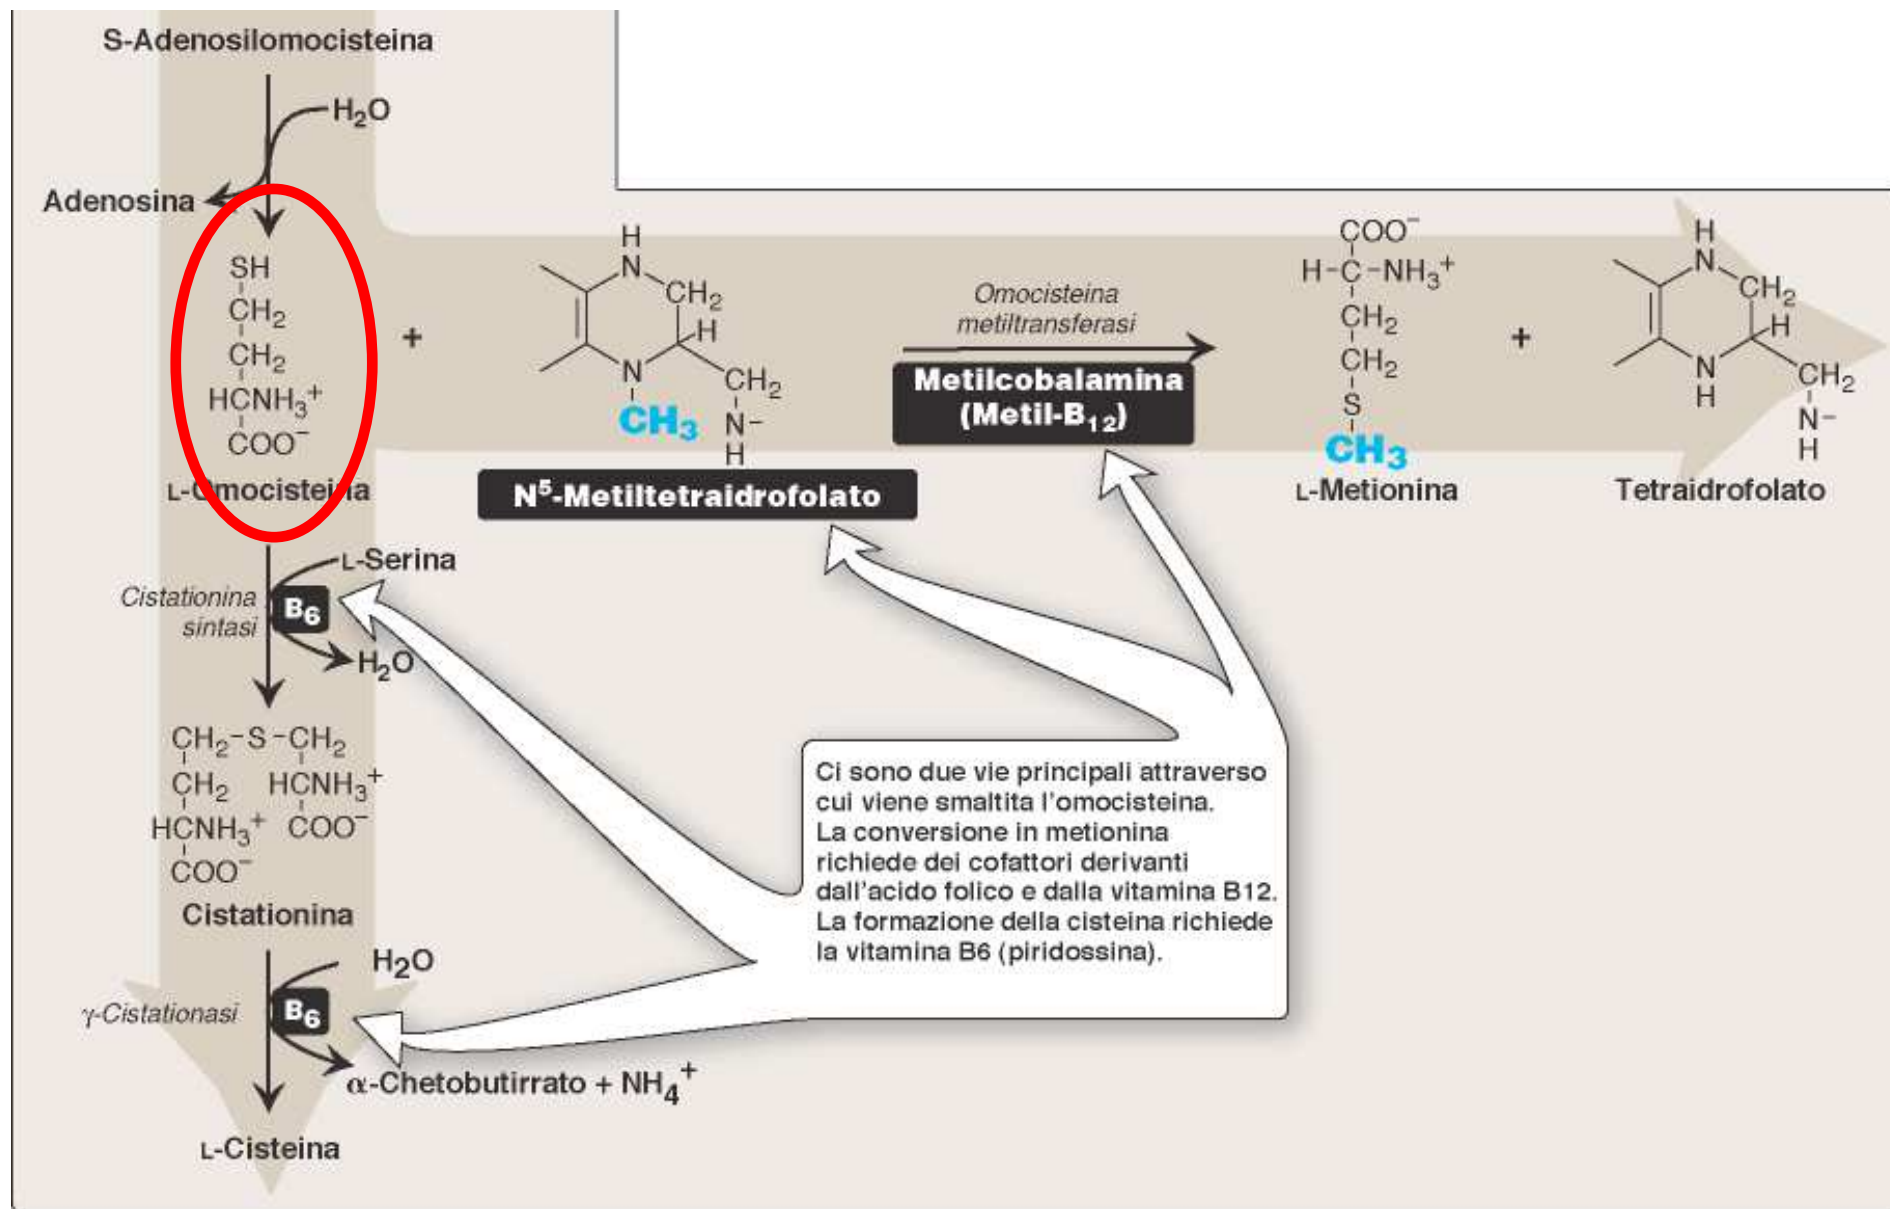 S-Adenosilomocisteina
H₂O
Adenosina
SH
CH₂
CH₂
HCNH₃⁺
COO⁻
L-Omocisteina
+
H
N
CH₂
H
N
CH₂
CH₃
N–
H
N⁵-Metiltetraidrofolato
Omocisteina
metiltransferasi
Metilcobalamina
(Metil-B₁₂)
COO⁻
H–C–NH₃⁺
CH₂
CH₂
S
CH₃
L-Metionina
+
H
N
CH₂
H
N
H
CH₂
N–
H
Tetraidrofolato
L-Serina
Cistationina
sintasi
B₆
H₂O
CH₂–S–CH₂
CH₂ HCNH₃⁺
HCNH₃⁺ COO⁻
COO⁻
Cistationina
H₂O
γ-Cistationasi
B₆
α-Chetobutirrato + NH₄⁺
L-Cisteina
Ci sono due vie principali attraverso
cui viene smaltita l'omocisteina.
La conversione in metionina
richiede dei cofattori derivanti
dall'acido folico e dalla vitamina B12.
La formazione della cisteina richiede
la vitamina B6 (piridossina).